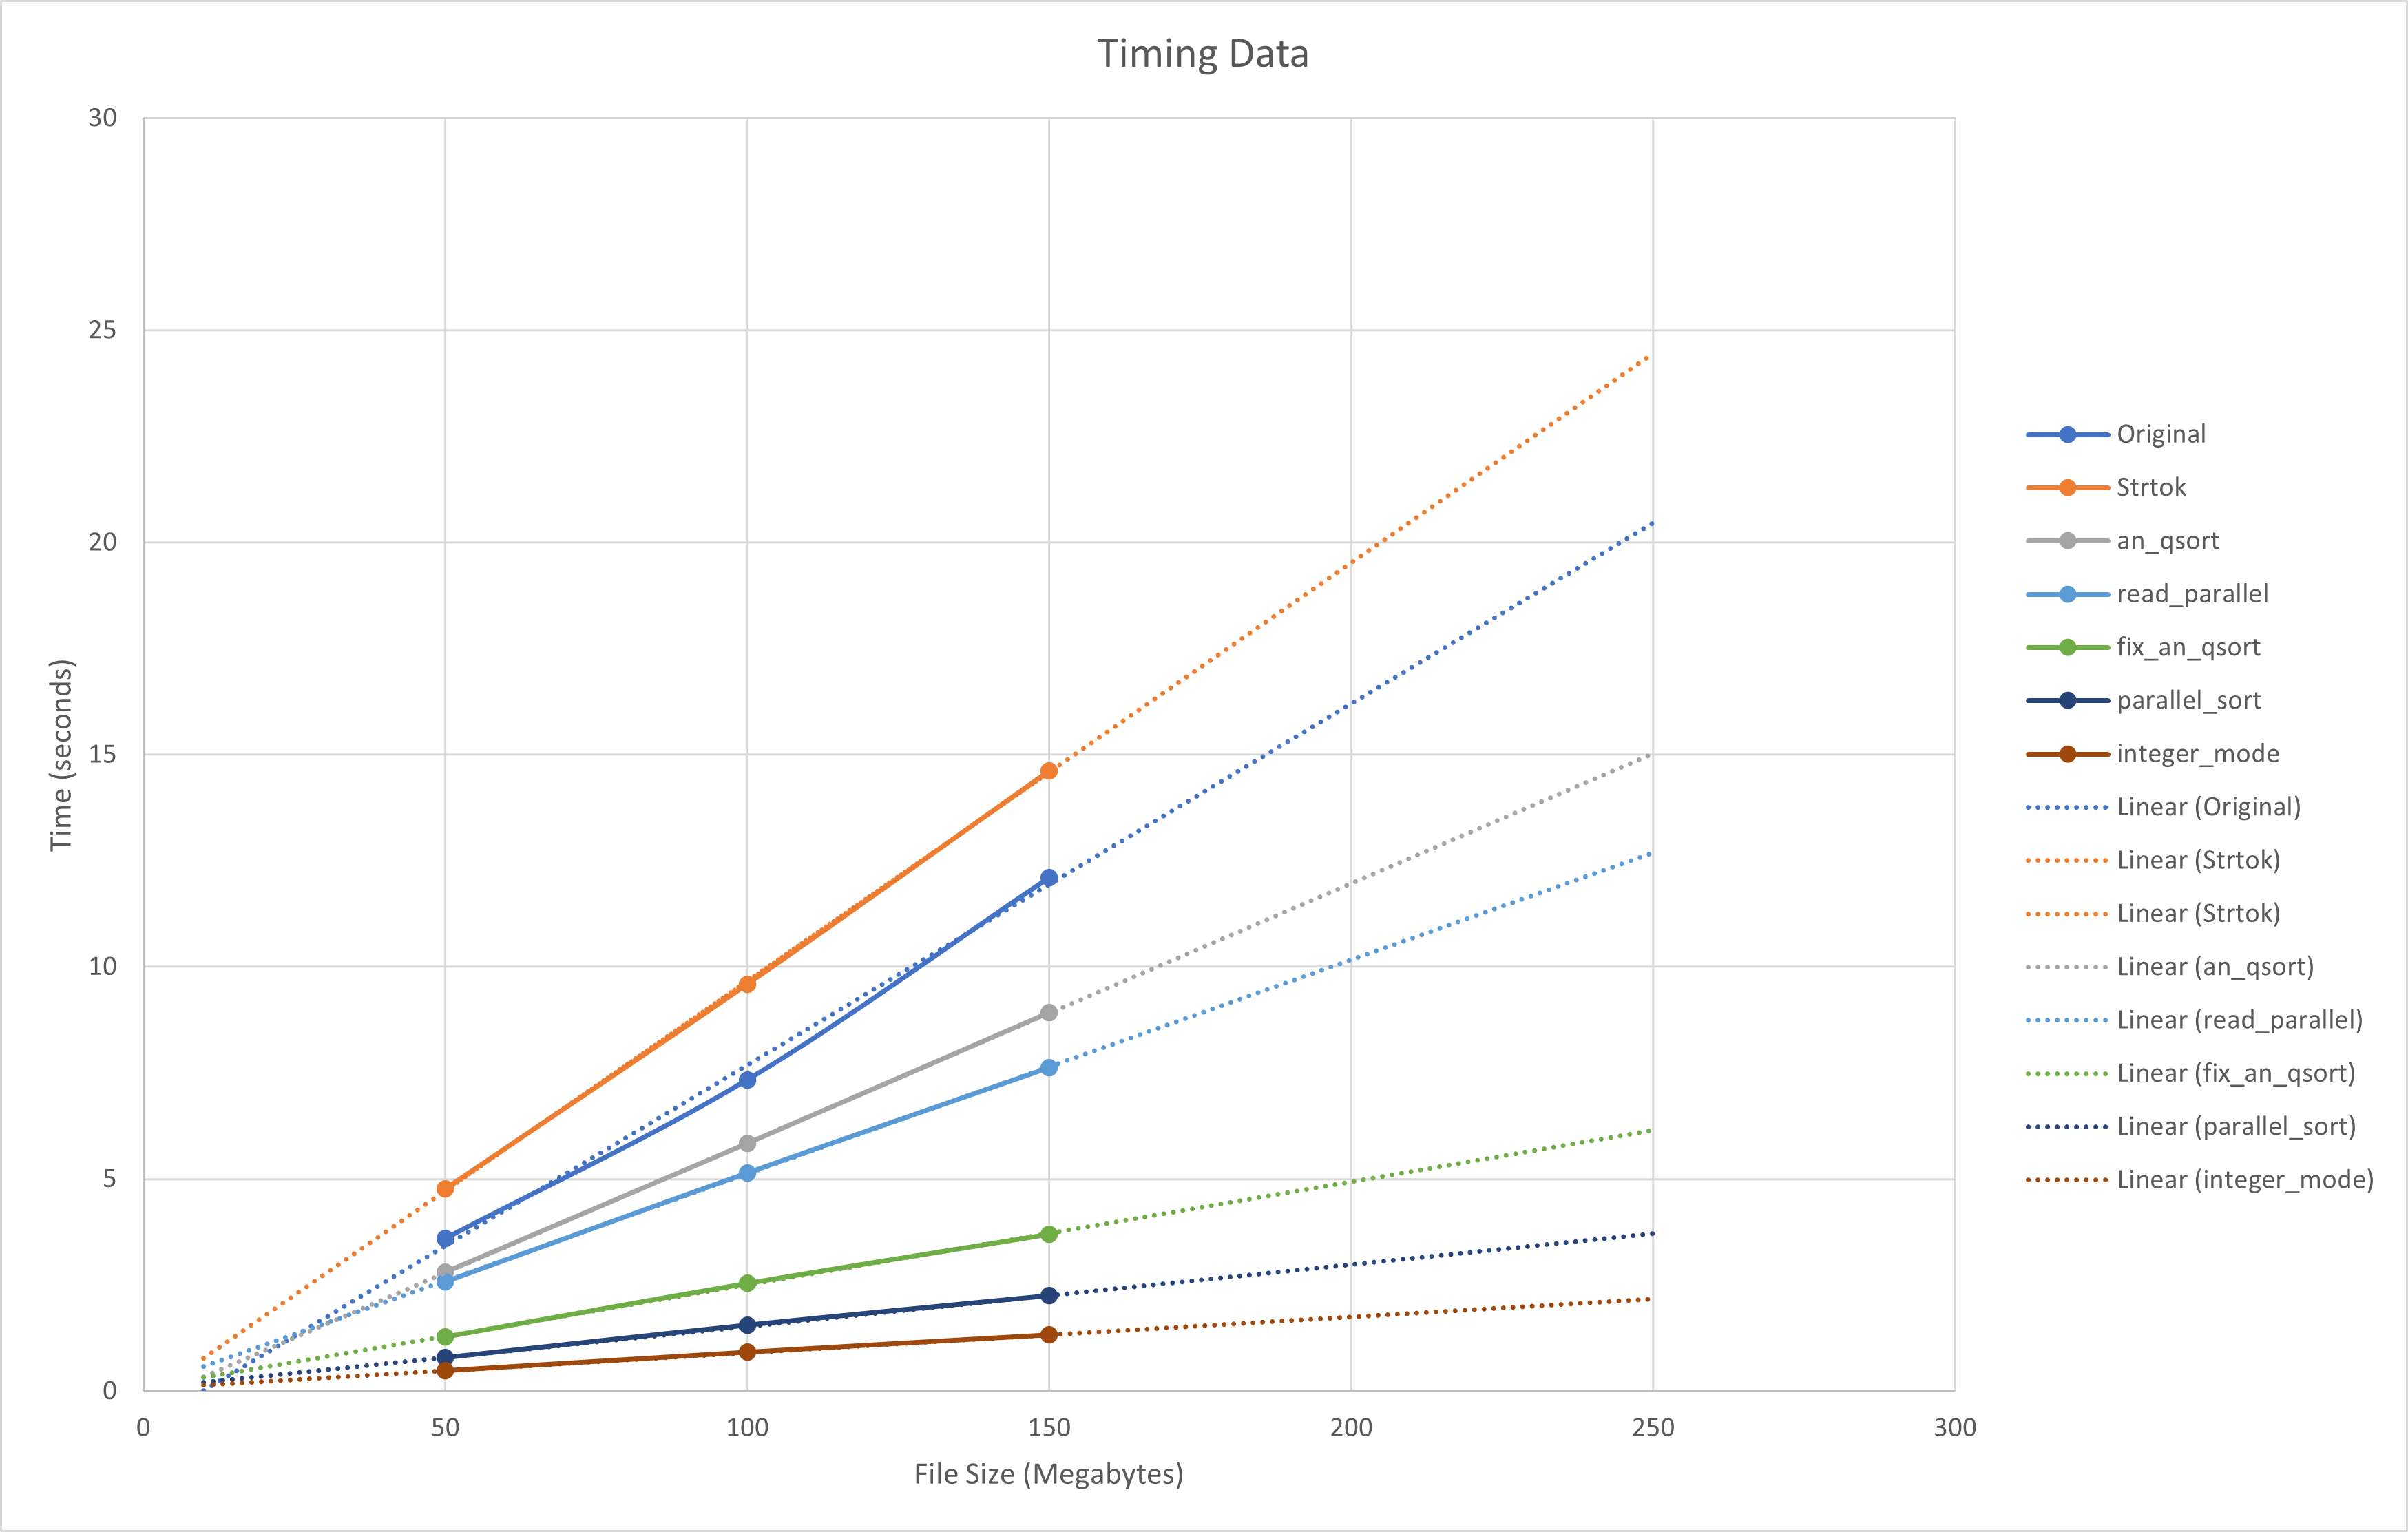 Timing Data
30
25
20
15
10
5
0
0 50 100 150 200 250 300
Time (seconds)
File Size (Megabytes)
Original
Strtok
an_qsort
read_parallel
fix_an_qsort
parallel_sort
integer_mode
Linear (Original)
Linear (Strtok)
Linear (Strtok)
Linear (an_qsort)
Linear (read_parallel)
Linear (fix_an_qsort)
Linear (parallel_sort)
Linear (integer_mode)